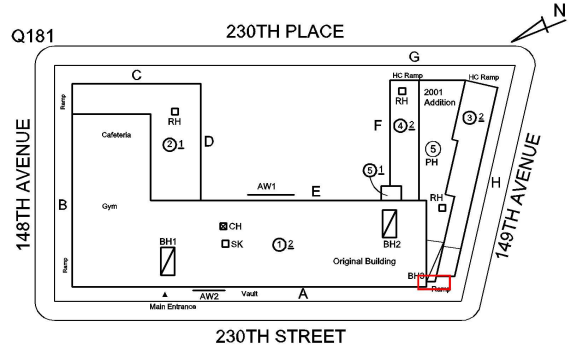 N
Q181
230TH PLACE
G
C
HC Ramp
HC Ramp
Ramp
RH
RH
2001
Addition
3 2
Cafeteria
F
4 2
2 1
D
5
PH
148TH AVENUE
5 1
H
149TH AVENUE
B
AW1
E
RH
Gym
CH
SK
1 2
BH1
BH2
Original Building
Ramp
BH3
Ramp
AW2
Vault
A
Main Entrance
230TH STREET